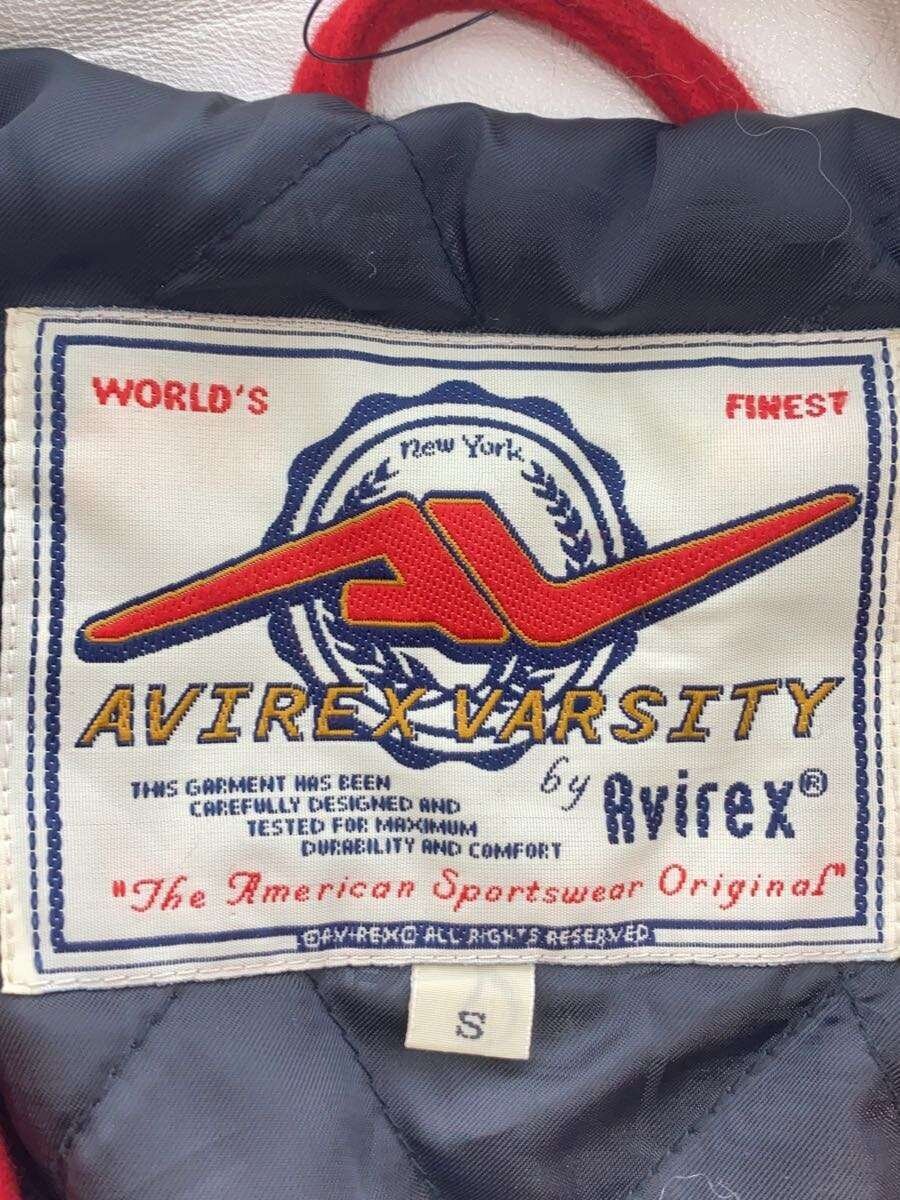 WORLD'S FINEST
New York
AVIREX VARSITY
by Avirex®
THIS GARMENT HAS BEEN
CAREFULLY DESIGNED AND
TESTED FOR MAXIMUM
DURABILITY AND COMFORT
"The American Sportswear Original"
©AVIREX© ALL RIGHTS RESERVED
S